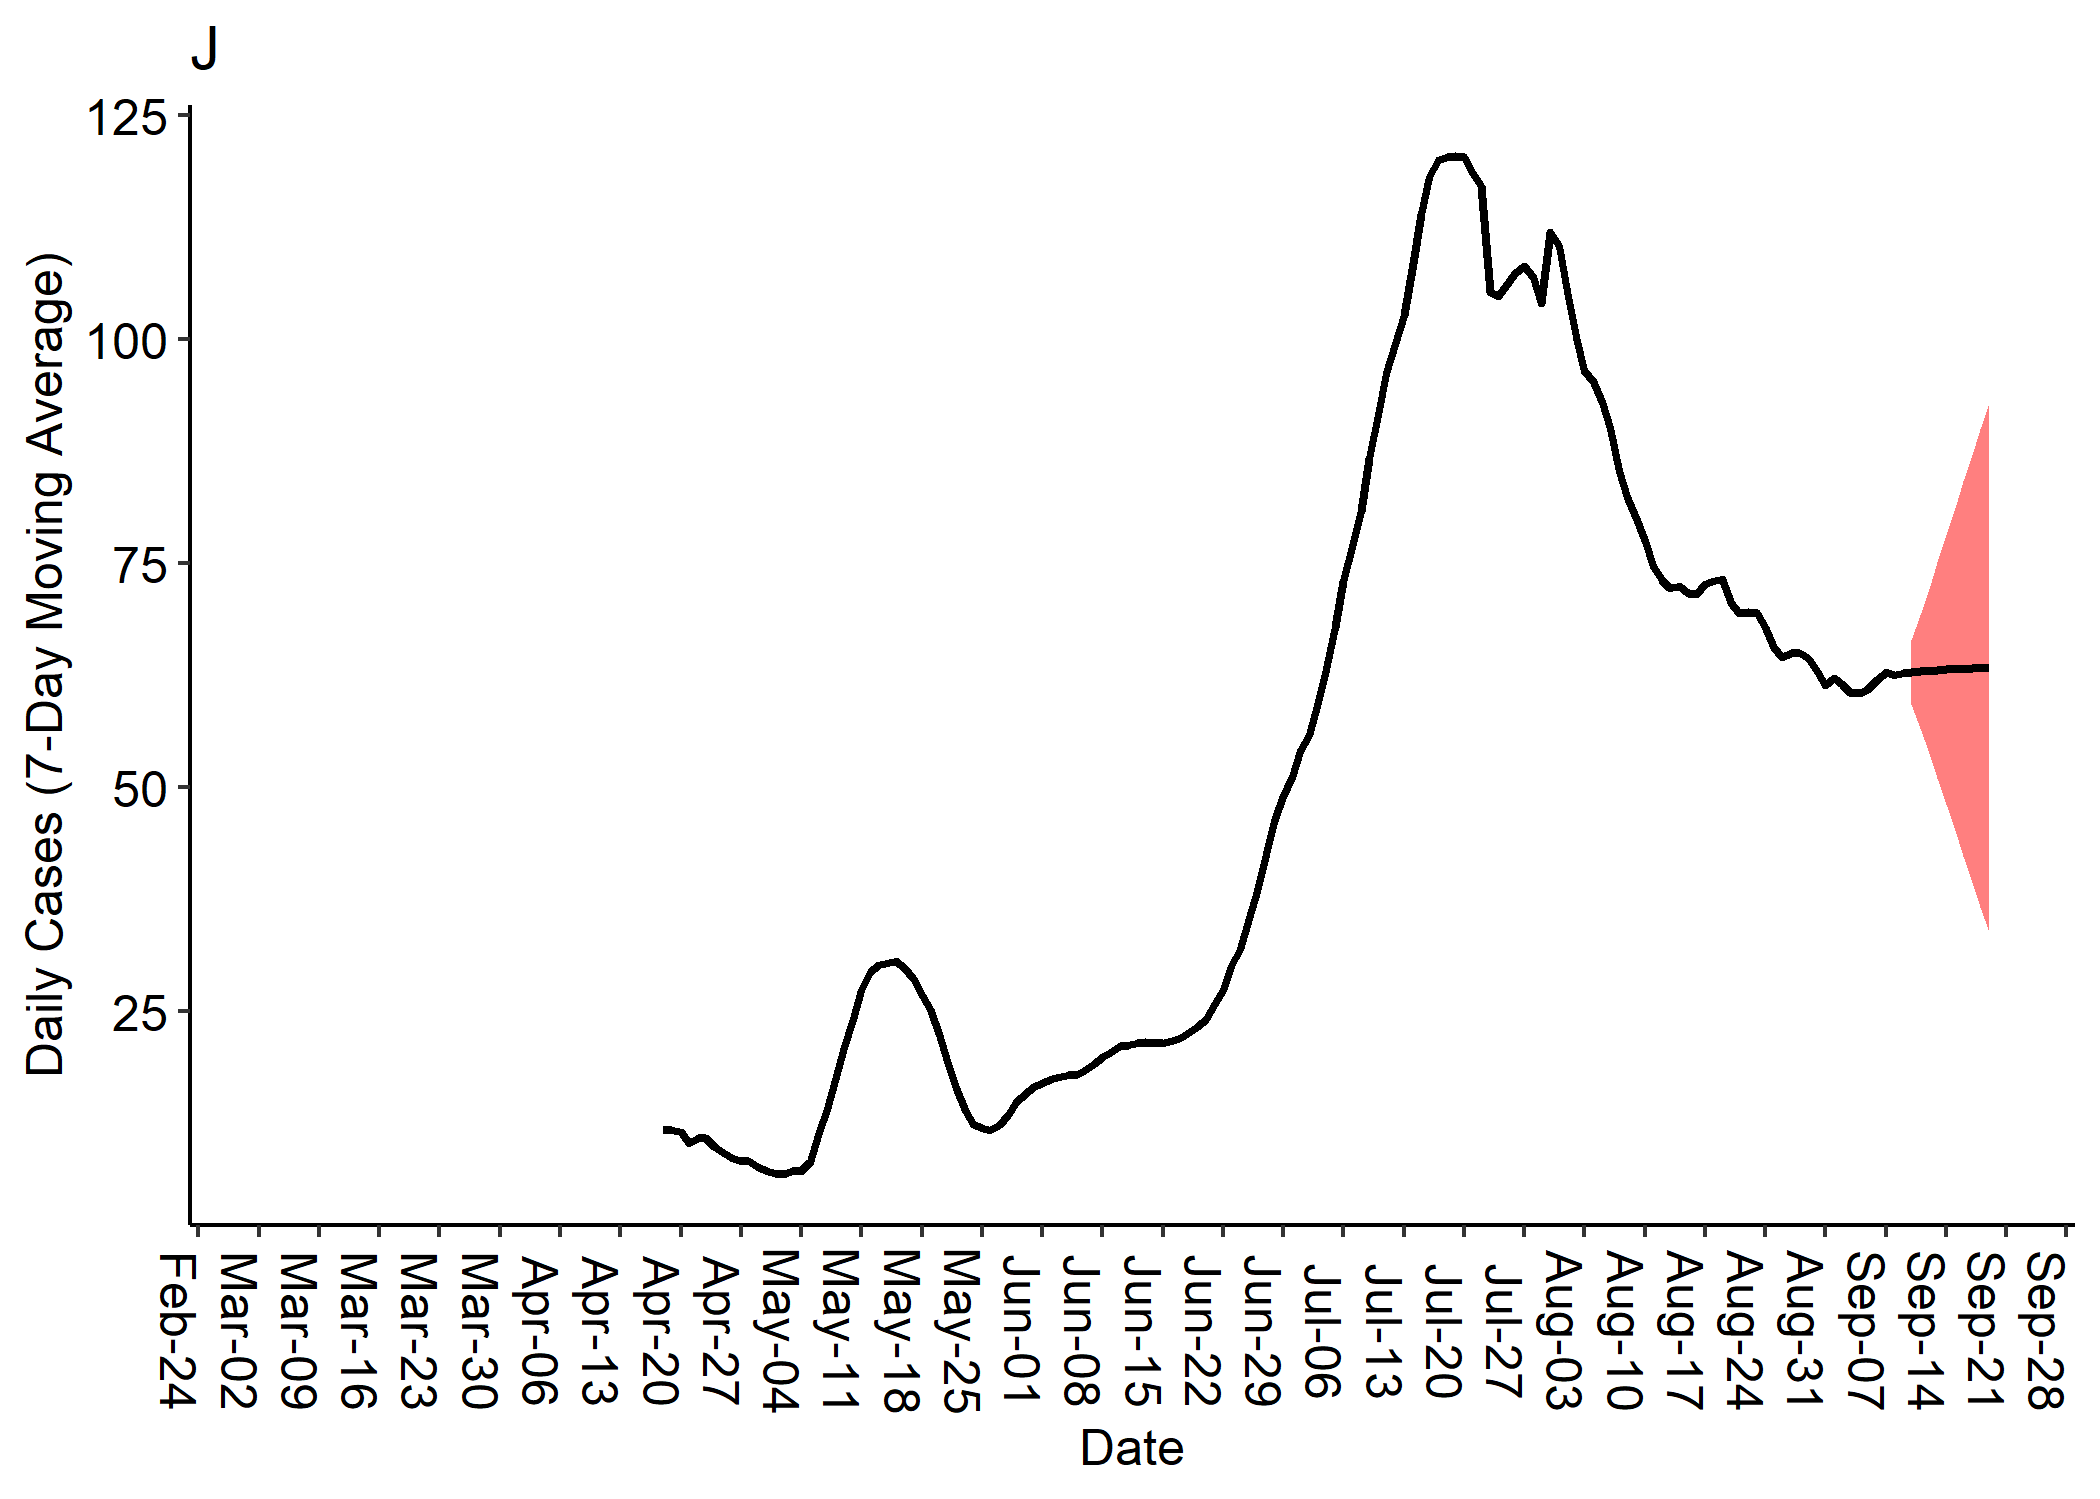 J
125
100
75
50
25
Daily Cases (7-Day Moving Average)
Feb-24
Mar-02
Mar-09
Mar-16
Mar-23
Mar-30
Apr-06
Apr-13
Apr-20
Apr-27
May-04
May-11
May-18
May-25
Jun-01
Jun-08
Jun-15
Jun-22
Jun-29
Jul-06
Jul-13
Jul-20
Jul-27
Aug-03
Aug-10
Aug-17
Aug-24
Aug-31
Sep-07
Sep-14
Sep-21
Sep-28
Date